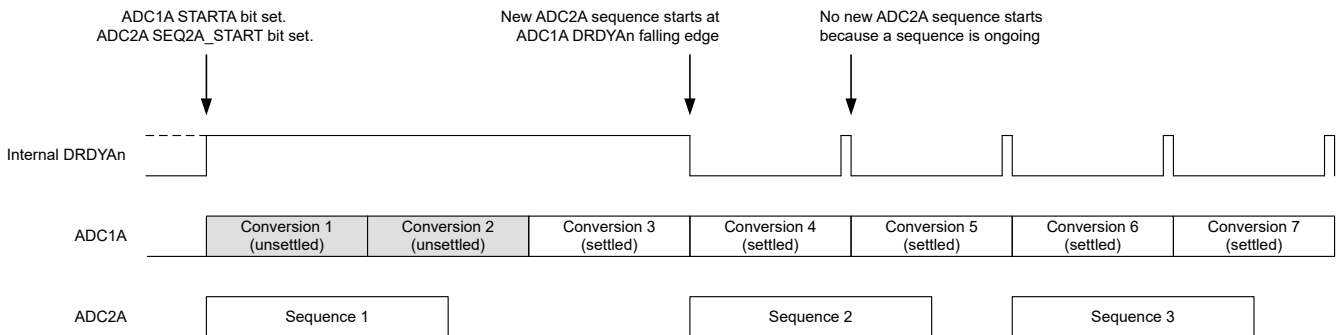 ADC1A STARTA bit set.
ADC2A SEQ2A_START bit set.
New ADC2A sequence starts at
ADC1A DRDYAn falling edge
No new ADC2A sequence starts
because a sequence is ongoing
Internal DRDYAn
ADC1A
Conversion 1
(unsettled)
Conversion 2
(unsettled)
Conversion 3
(settled)
Conversion 4
(settled)
Conversion 5
(settled)
Conversion 6
(settled)
Conversion 7
(settled)
ADC2A
Sequence 1
Sequence 2
Sequence 3